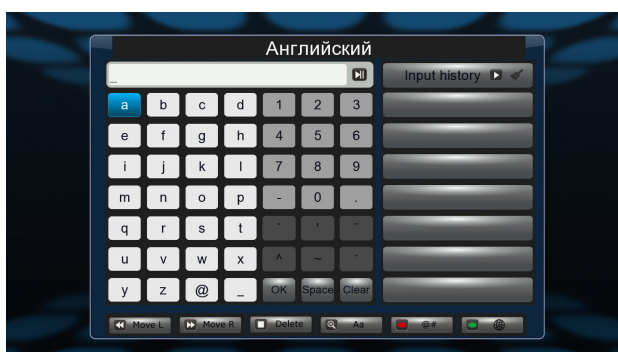 Английский
_
Input history
a b c d 1 2 3
e f g h 4 5 6
i j k l 7 8 9
m n o p - 0 .
q r s t ` ' ¨
u v w x ^ ~ ´
y z @ _ OK Space Clear
Move L Move R Delete Aa @#